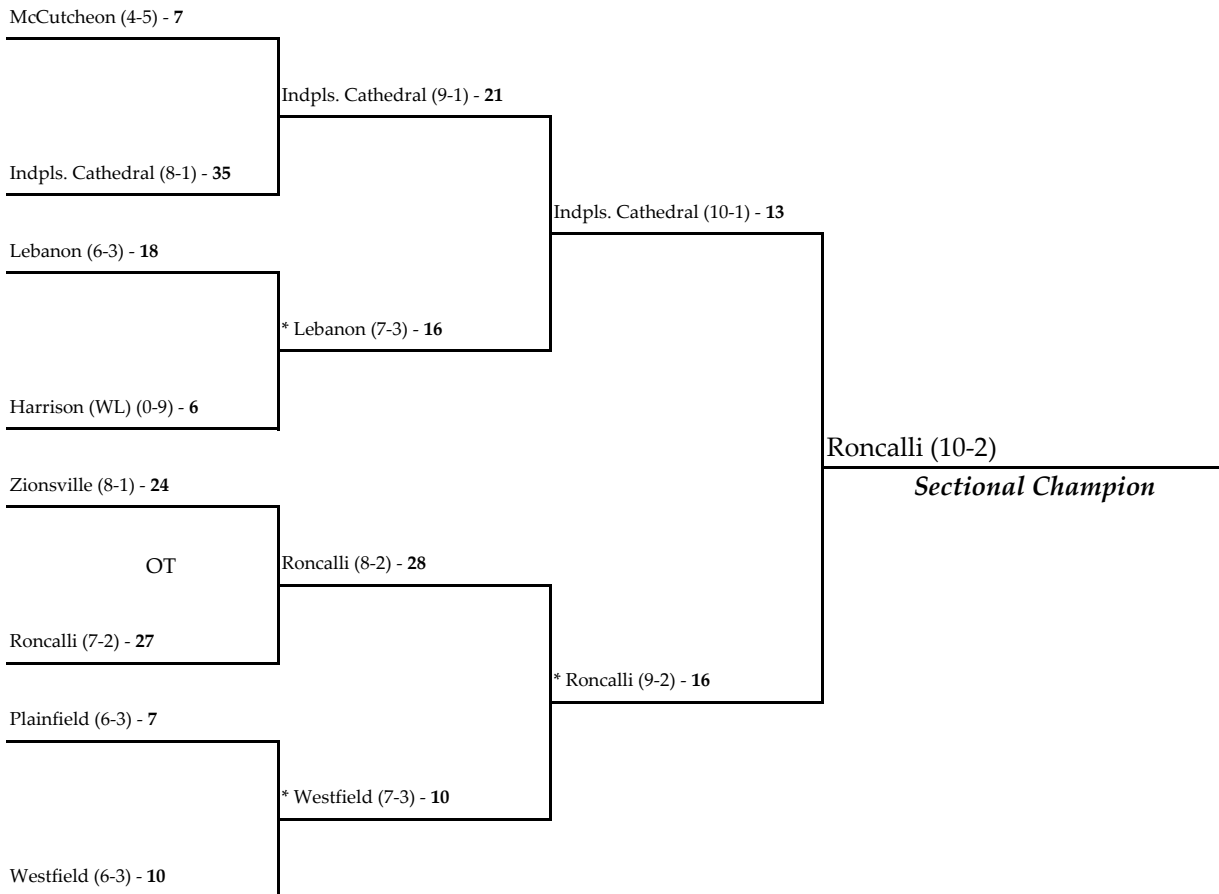 McCutcheon (4-5) - 7
Indpls. Cathedral (9-1) - 21
Indpls. Cathedral (8-1) - 35
Indpls. Cathedral (10-1) - 13
Lebanon (6-3) - 18
* Lebanon (7-3) - 16
Harrison (WL) (0-9) - 6
Roncalli (10-2)
Sectional Champion
Zionsville (8-1) - 24
OT
Roncalli (8-2) - 28
Roncalli (7-2) - 27
* Roncalli (9-2) - 16
Plainfield (6-3) - 7
* Westfield (7-3) - 10
Westfield (6-3) - 10